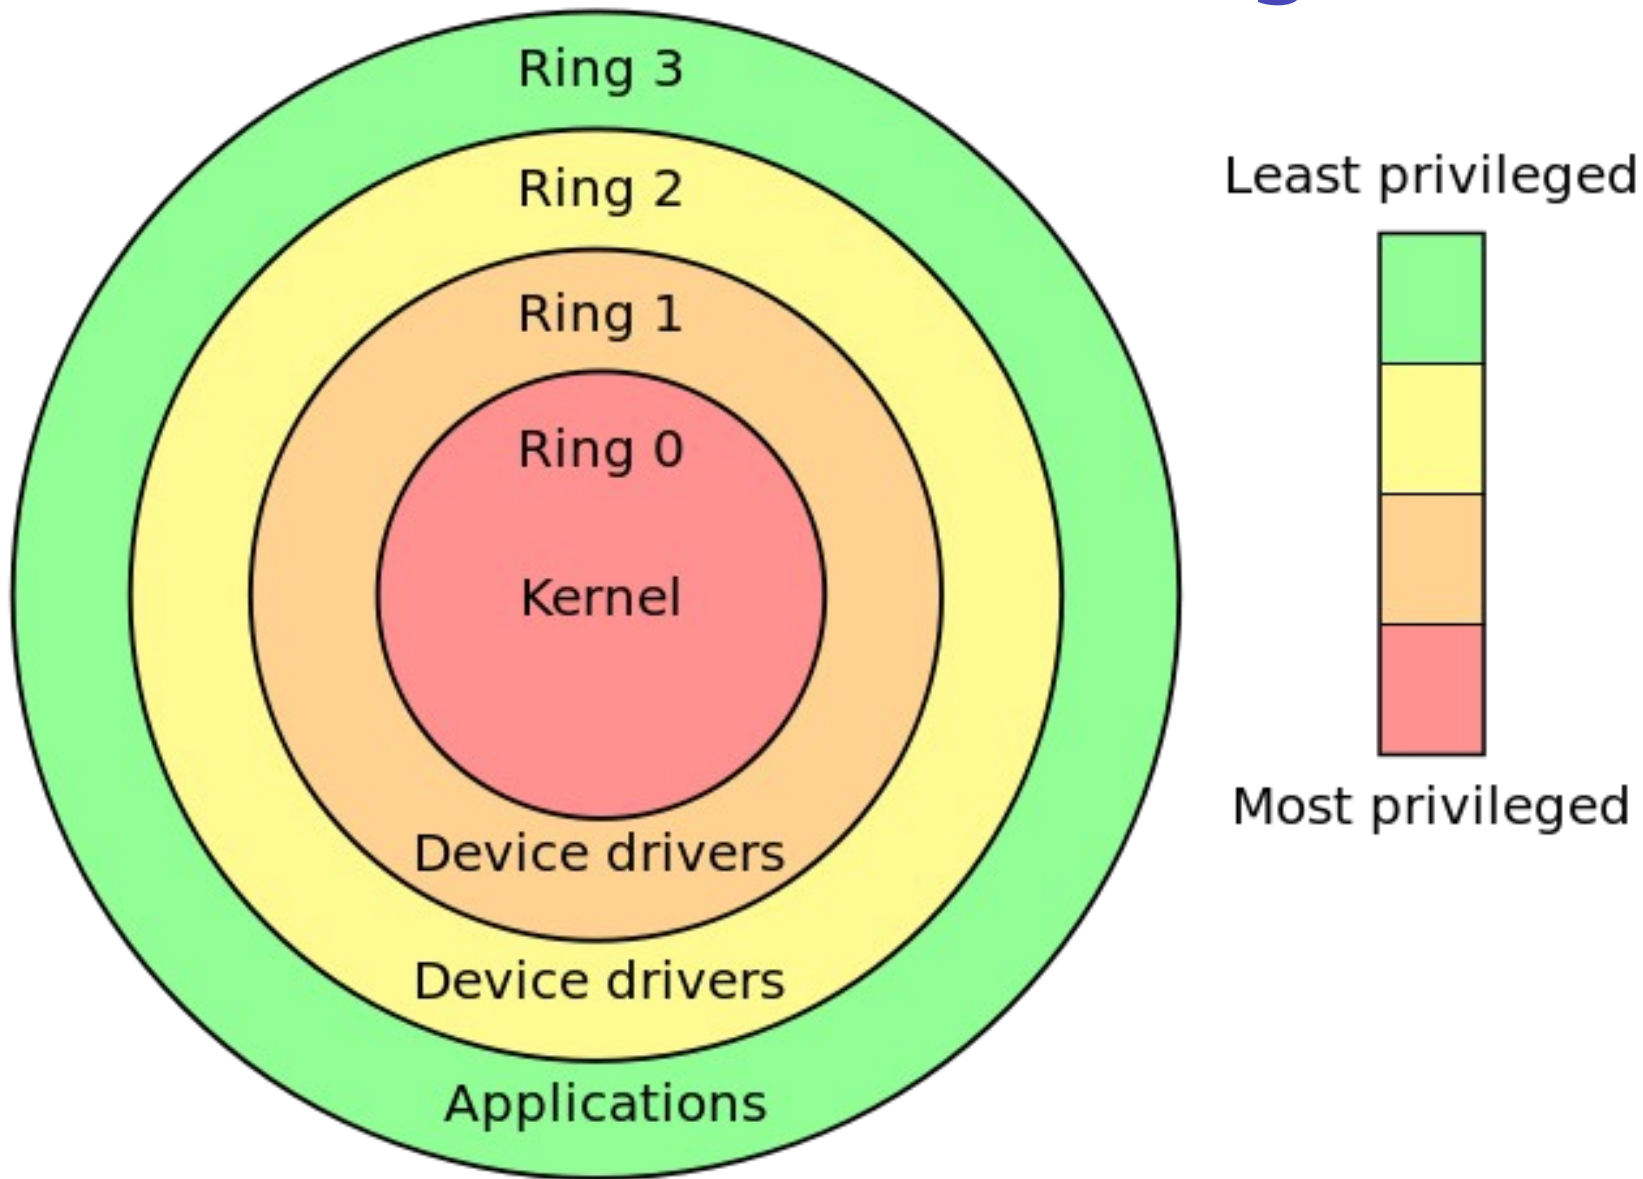 Ring 3
Ring 2
Ring 1
Ring 0
Kernel
Device drivers
Device drivers
Applications
Least privileged
Most privileged